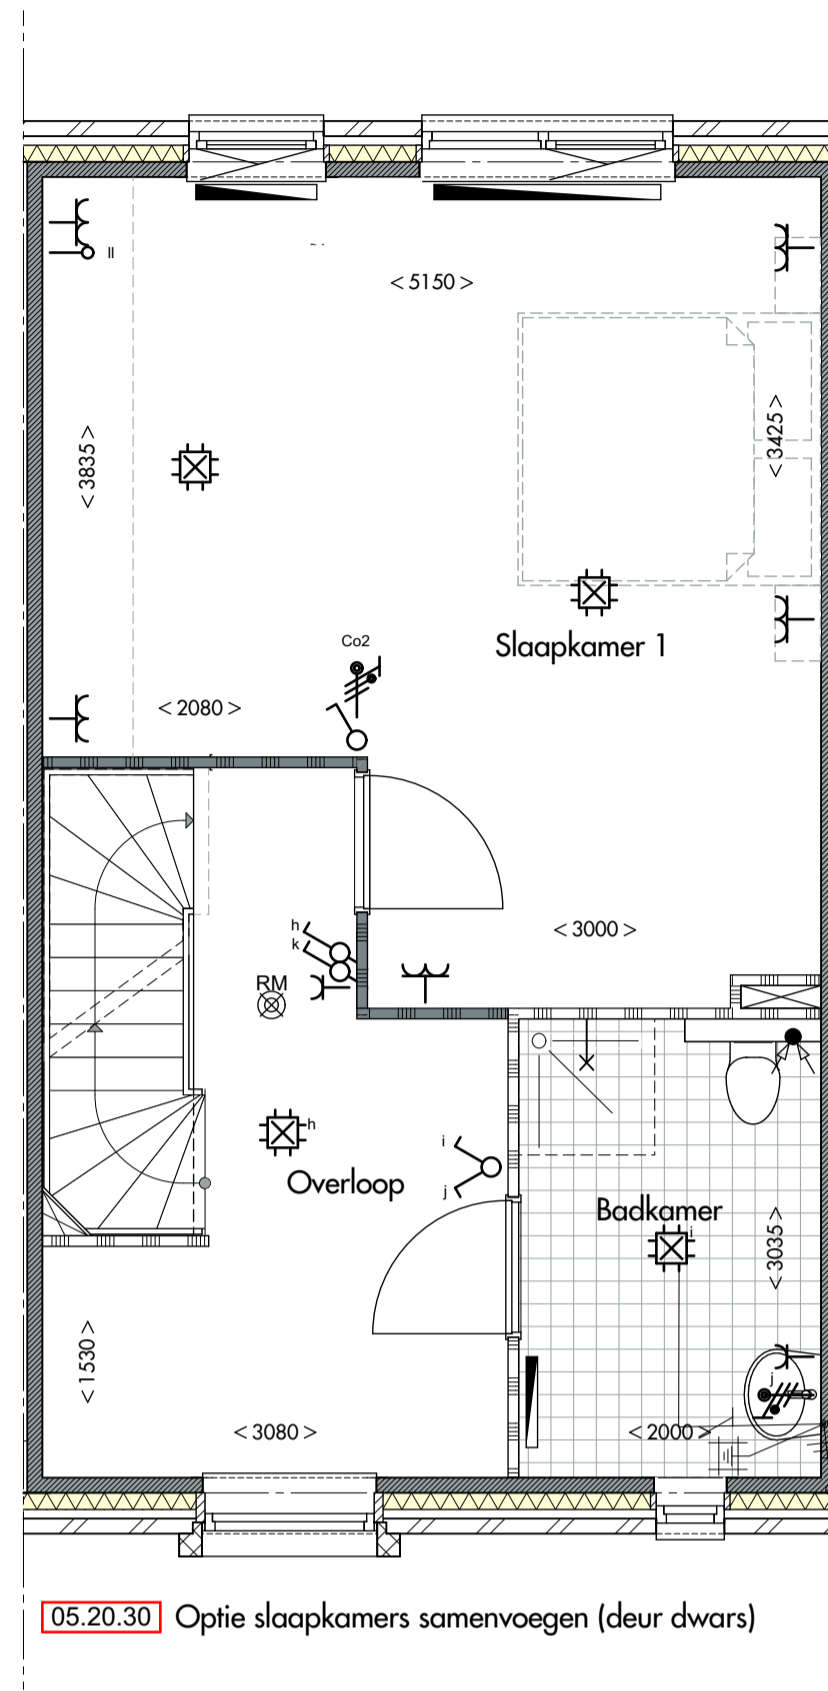 II
< 5150 >
< 3835 >
< 3425 >
Co2
Slaapkamer 1
< 2080 >
h
k
< 3000 >
RM
h
i
Overloop
j
Badkamer
i
< 3035 >
< 1530 >
j
< 3080 >
< 2000 >
05.20.30 Optie slaapkamers samenvoegen (deur dwars)